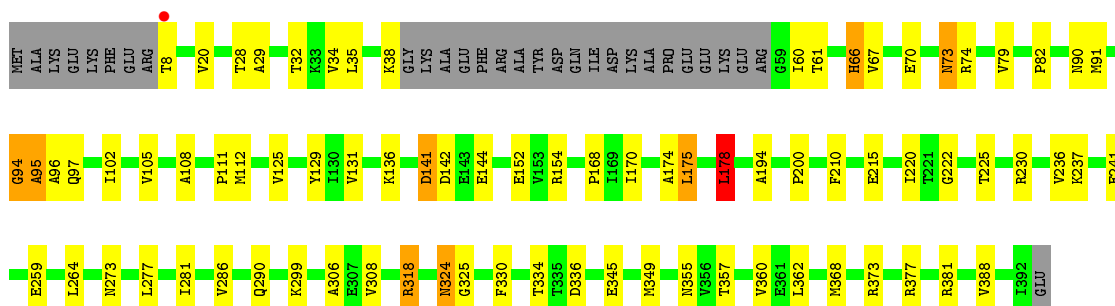 MET ALA LYS GLU LYS PHE GLU ARG T8 V20 T28 A29 T32 K33 V34 L35 K38 GLY LYS ALA GLU PHE ARG ALA TYR ASP GLN ILE ASP LYS ALA PRO GLU GLU LYS GLU ARG G59 I60 T61 H66 V67 E70 N73 R74 V79 P82 N90 M91
G94 A95 A96 Q97 I102 V105 A108 P111 M112 V125 Y129 I130 V131 K136 D141 D142 E143 E144 E152 V153 R154 P168 I169 I170 A174 L175 L178 A194 P200 F210 E215 I220 T221 G222 T225 R230 V236 K237
E259 L264 N273 L277 I281 V286 Q290 K299 A306 E307 V308 R318 N324 G325 F330 T334 T335 D336 E345 M349 N355 V356 T357 V360 E361 L362 M368 R373 R377 R381 V388 I392 GLU